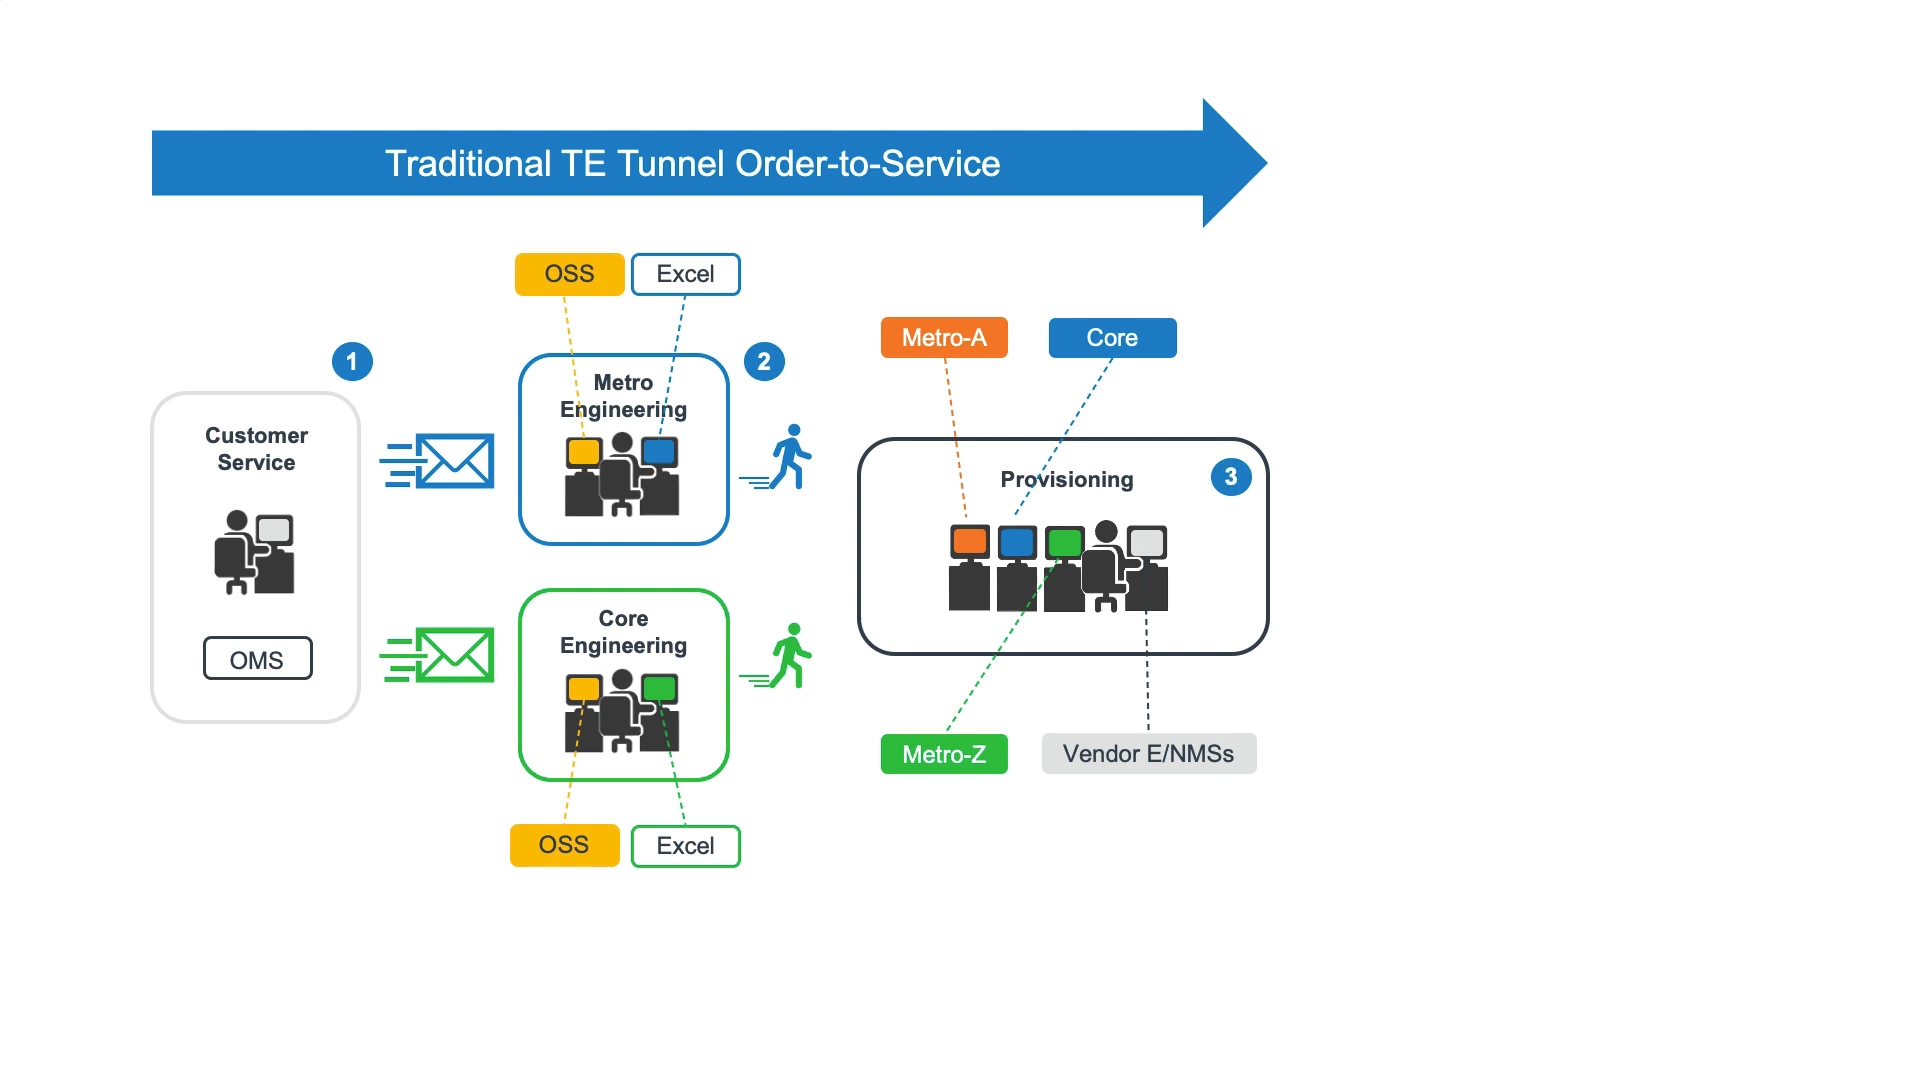 Traditional TE Tunnel Order-to-Service
OSS
Excel
1
Customer
Service
OMS
Metro
Engineering
2
Core
Engineering
OSS
Excel
Metro-A
Core
Provisioning
3
Metro-Z
Vendor E/NMSs